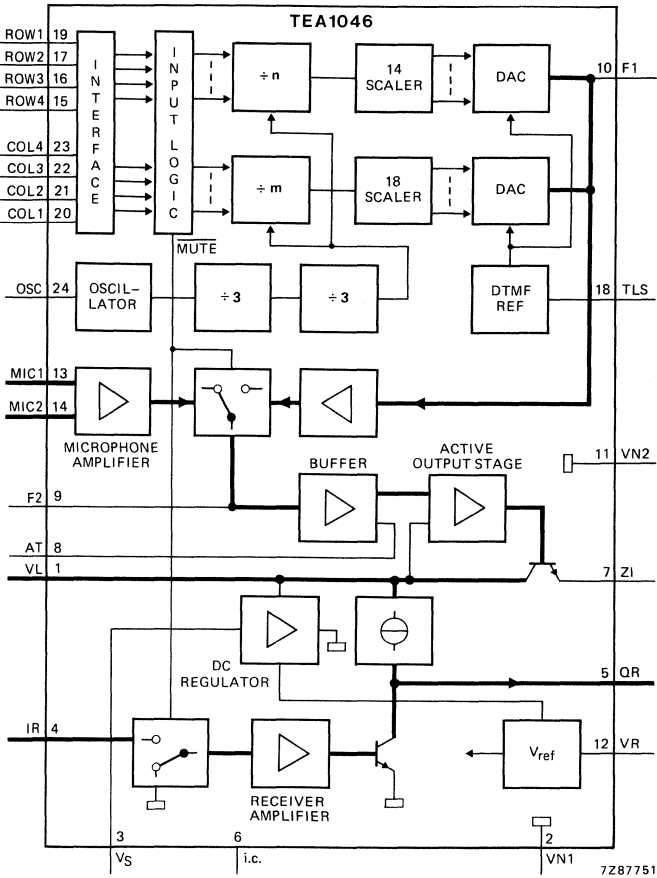 TEA1046
ROW1 19
ROW2 17
ROW3 16
ROW4 15
COL4 23
COL3 22
COL2 21
COL1 20
INTERFACE
INPUT LOGIC
÷n
14 SCALER
DAC
10 F1
÷m
18 SCALER
DAC
MUTE
OSC 24
OSCIL-
LATOR
÷3
÷3
DTMF
REF
18 TLS
MIC1 13
MIC2 14
MICROPHONE
AMPLIFIER
BUFFER
ACTIVE
OUTPUT STAGE
11 VN2
F2 9
AT 8
VL 1
7 ZI
DC
REGULATOR
5 QR
IR 4
RECEIVER
AMPLIFIER
Vref
12 VR
3
VS
6
i.c.
2
VN1
7Z87751